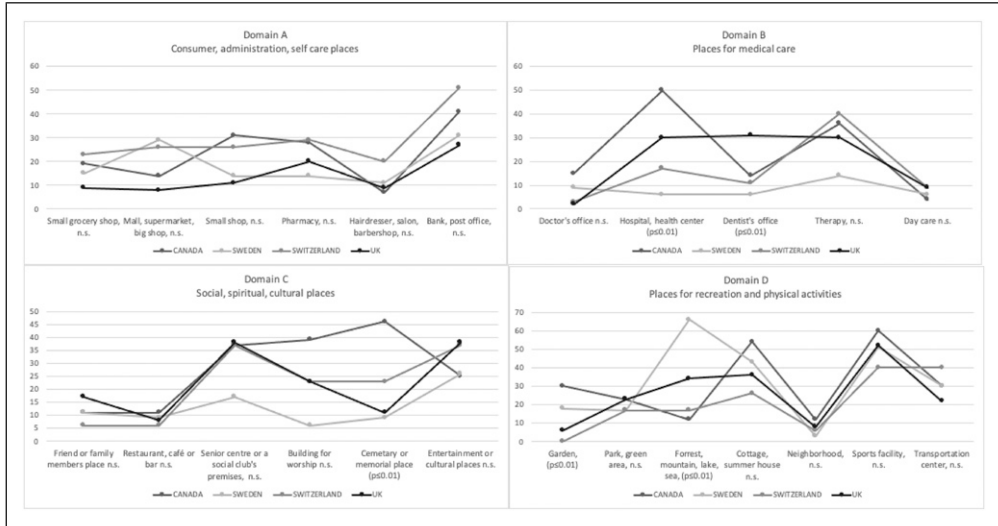 Domain A
Consumer, administration, self care places
60
50
40
30
20
10
0
Small grocery shop, Mall, supermarket, Small shop, n.s. Pharmacy, n.s. Hairdresser, salon, Bank, post office,
n.s. big shop, n.s. barbershop, n.s. n.s.
CANADA SWEDEN SWITZERLAND UK
Domain B
Places for medical care
60
50
40
30
20
10
0
Doctor's office n.s. Hospital, health center Dentist's office Therapy, n.s. Day care n.s.
(p≤0.01) (p≤0.01)
CANADA SWEDEN SWITZERLAND UK
Domain C
Social, spiritual, cultural places
50
45
40
35
30
25
20
15
10
5
0
Friend or family Restaurant, café or Senior centre or a Building for Cemetary or Entertainment or
members place n.s. bar n.s. social club's worship n.s. memorial place cultural places n.s.
premises, n.s. (p≤0.01)
CANADA SWEDEN SWITZERLAND UK
Domain D
Places for recreation and physical activities
70
60
50
40
30
20
10
0
Garden, (p≤0.01) Park, green Forrest, Cottage, Neighborhood, Sports facility, n.s. Transportation
area, n.s. mountain, lake, summer house n.s. n.s. center, n.s.
sea, (p≤0.01)
CANADA SWEDEN SWITZERLAND UK